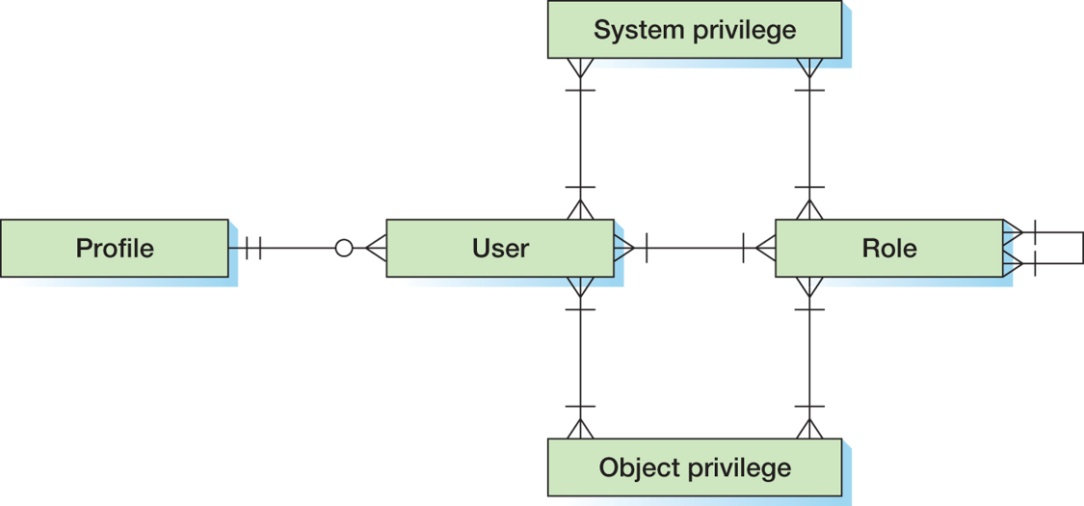 System privilege
Profile
User
Role
Object privilege